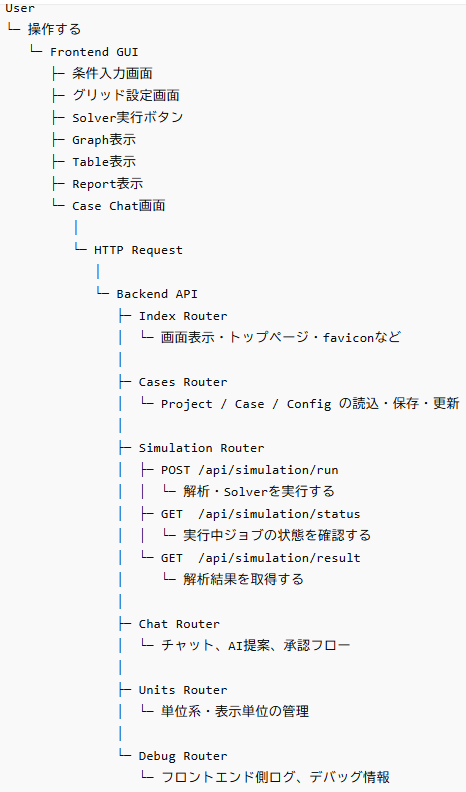 User
└─ 操作する
└─ Frontend GUI
├─ 条件入力画面
├─ グリッド設定画面
├─ Solver実行ボタン
├─ Graph表示
├─ Table表示
├─ Report表示
└─ Case Chat画面
│
└─ HTTP Request
│
└─ Backend API
├─ Index Router
│ └─ 画面表示・トップページ・faviconなど
│
├─ Cases Router
│ └─ Project / Case / Config の読込・保存・更新
│
├─ Simulation Router
│ ├─ POST /api/simulation/run
│ │ └─ 解析・Solverを実行する
│ ├─ GET  /api/simulation/status
│ │ └─ 実行中ジョブの状態を確認する
│ └─ GET  /api/simulation/result
│ └─ 解析結果を取得する
│
├─ Chat Router
│ └─ チャット、AI提案、承認フロー
│
├─ Units Router
│ └─ 単位系・表示単位の管理
│
└─ Debug Router
└─ フロントエンド側ログ、デバッグ情報